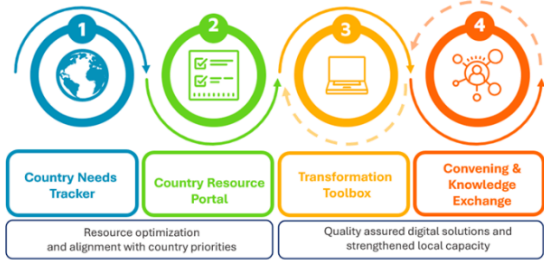 1
2
3
4
Country Needs
Tracker
Country Resource
Portal
Transformation
Toolbox
Convening &
Knowledge
Exchange
Resource optimization
and alignment with country priorities
Quality assured digital solutions and
strengthened local capacity